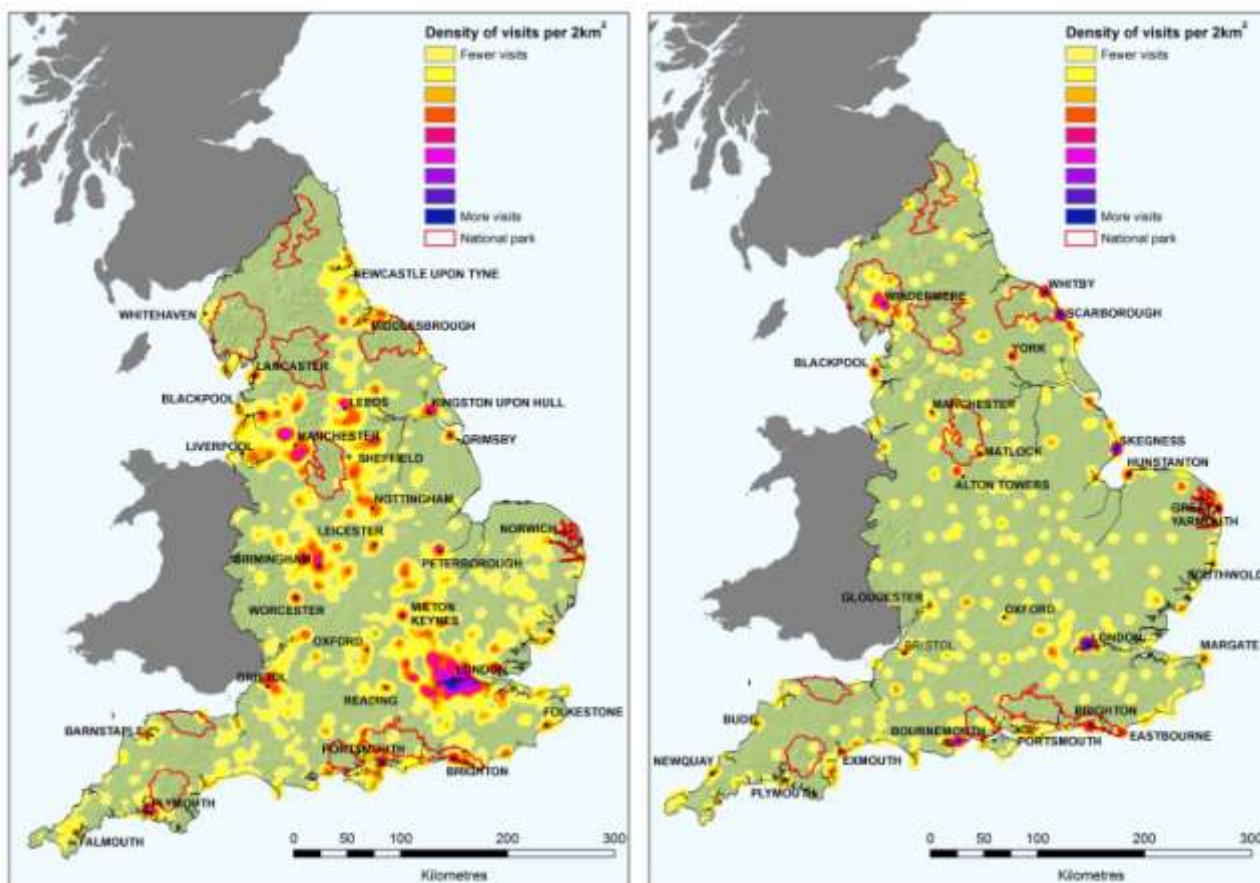 Density of visits per 2km²
Fewer visits
More visits
National park
NEWCASTLE UPON TYNE
WHITEHAVEN
MIDDLESBROUGH
LANCASTER
BLACKPOOL
LEEDS
KINGSTON UPON HULL
MANCHESTER
GRIMSBY
LIVERPOOL
SHEFFIELD
NOTTINGHAM
LEICESTER
NORWICH
BIRMINGHAM
PETERBOROUGH
WORCESTER
MILTON
KEYNES
OXFORD
LONDON
BRISTOL
READING
FOLKESTONE
BARNSTAPLE
PORTSMOUTH
BRIGHTON
PLYMOUTH
FALMOUTH
0 50 100 200 300
Kilometres
Density of visits per 2km²
Fewer visits
More visits
National park
WHITBY
WINDERMERE
SCARBOROUGH
YORK
BLACKPOOL
MANCHESTER
SKEGNESS
MATLOCK
HUNSTANTON
ALTON TOWERS
GREAT
YARMOUTH
SOUTHWOLD
GLOUCESTER
OXFORD
LONDON
BRISTOL
MARGATE
BUDE
BRIGHTON
BOURNEMOUTH
PORTSMOUTH
EASTBOURNE
NEWQUAY
EXMOUTH
PLYMOUTH
0 50 100 200 300
Kilometres